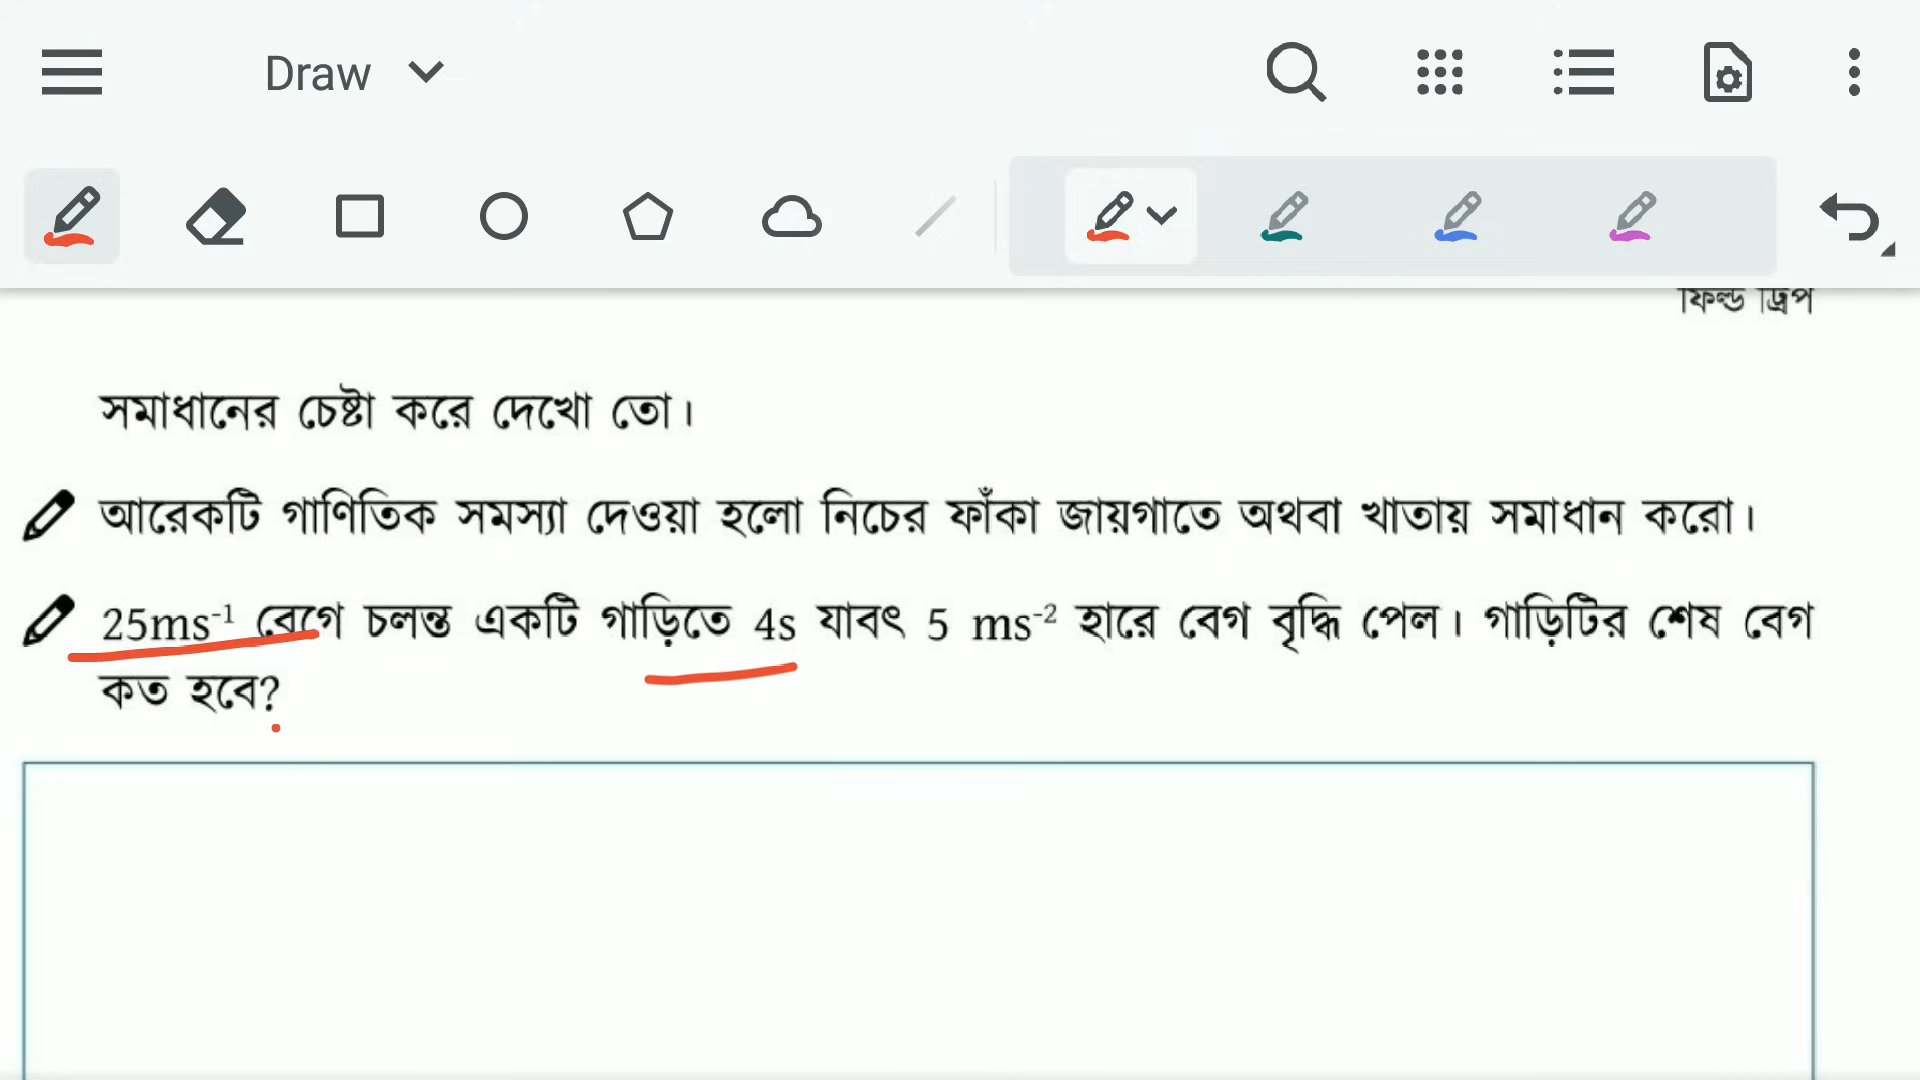 Draw
ফিল্ড ট্রিপ
সমাধানের চেষ্টা করে দেখো তো।
আরেকটি গাণিতিক সমস্যা দেওয়া হলো নিচের ফাঁকা জায়গাতে অথবা খাতায় সমাধান করো।
25ms⁻¹ বেগে চলন্ত একটি গাড়িতে 4s যাবৎ 5 ms⁻² হারে বেগ বৃদ্ধি পেল। গাড়িটির শেষ বেগ
কত হবে?